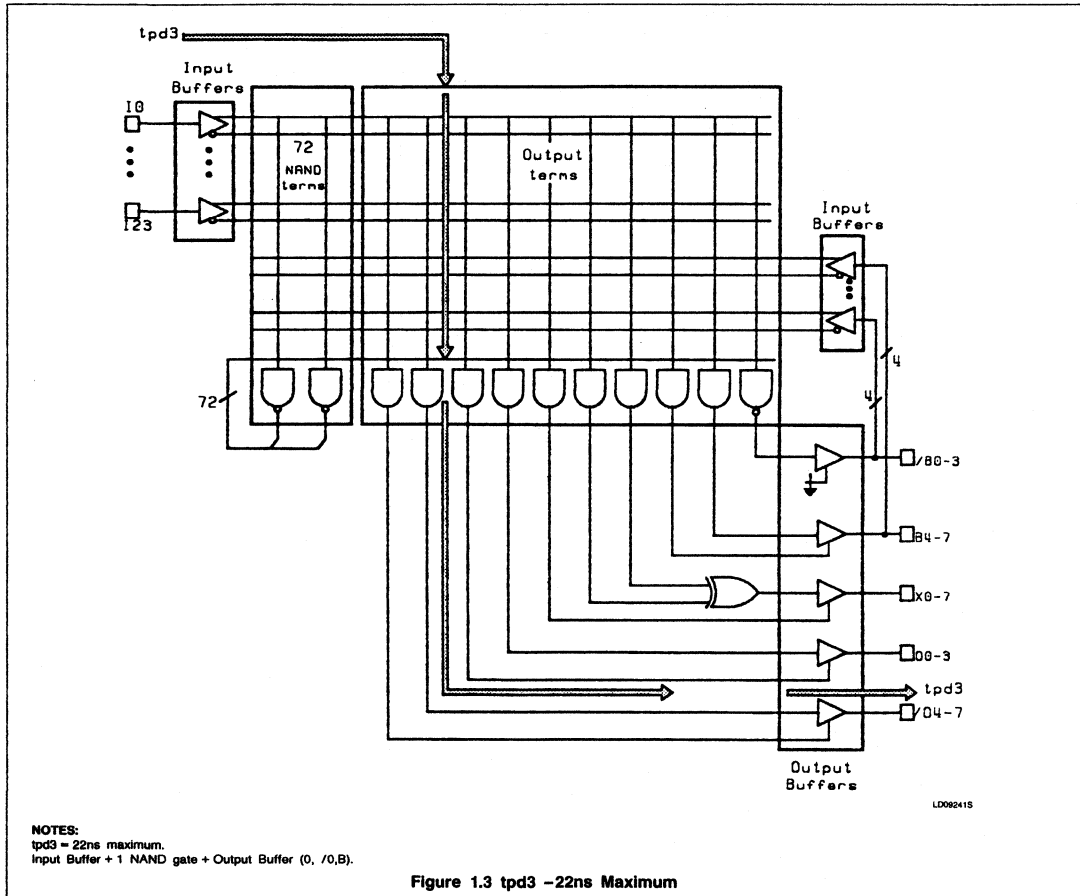 tpd3
Input
Buffers
I0
I23
72
NAND
terms
Output
terms
Input
Buffers
4
4
72
/B0-3
B4-7
X0-7
O0-3
tpd3
/O4-7
Output
Buffers
LD09241S
NOTES:
tpd3 = 22ns maximum.
Input Buffer + 1 NAND gate + Output Buffer (0, /0,B).
Figure 1.3 tpd3 –22ns Maximum